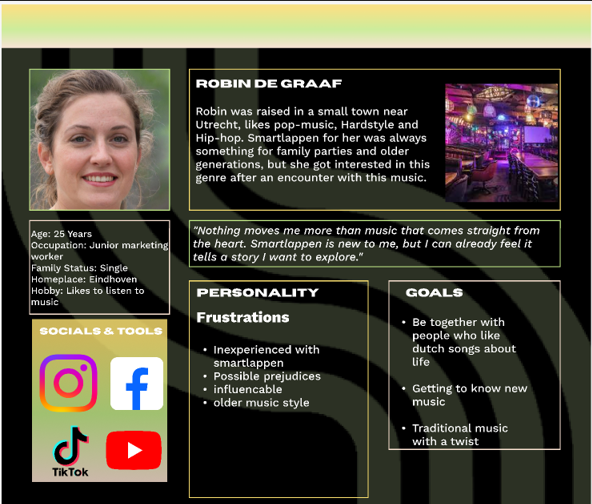 ROBIN DE GRAAF
Robin was raised in a small town near
Utrecht, likes pop-music, Hardstyle and
Hip-hop. Smartlappen for her was always
something for family parties and older
generations, but she got interested in this
genre after an encounter with this music.
Age: 25 Years
Occupation: Junior marketing
worker
Family Status: Single
Homeplace: Eindhoven
Hobby: Likes to listen to
music
"Nothing moves me more than music that comes straight from
the heart. Smartlappen is new to me, but I can already feel it
tells a story I want to explore."
SOCIALS & TOOLS
TikTok
PERSONALITY
Frustrations
• Inexperienced with
smartlappen
• Possible prejudices
• influencable
• older music style
GOALS
• Be together with
people who like
dutch songs about
life
• Getting to know new
music
• Traditional music
with a twist